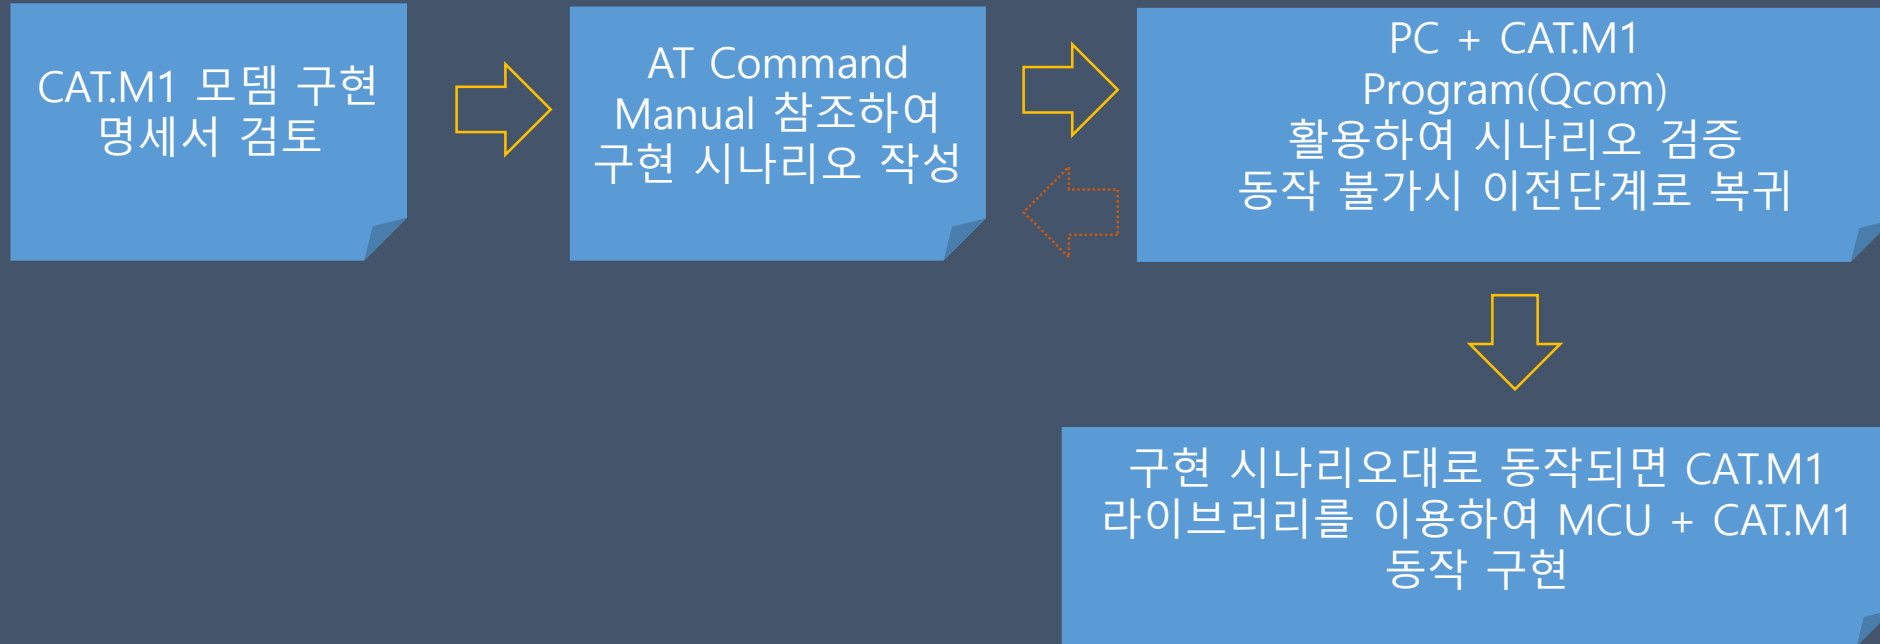 CAT.M1 모뎀 구현
명세서 검토
AT Command
Manual 참조하여
구현 시나리오 작성
PC + CAT.M1
Program(Qcom)
활용하여 시나리오 검증
동작 불가시 이전단계로 복귀
구현 시나리오대로 동작되면 CAT.M1
라이브러리를 이용하여 MCU + CAT.M1
동작 구현